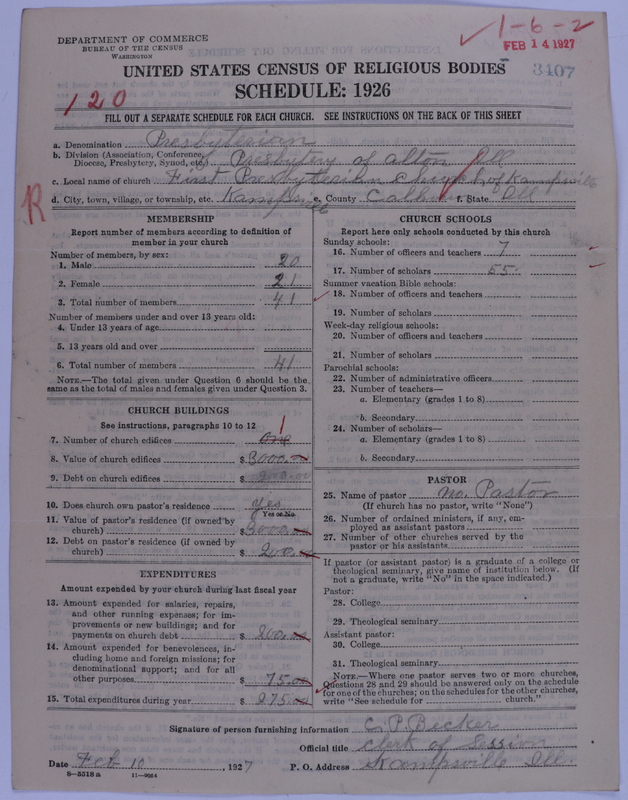 DEPARTMENT OF COMMERCE
BUREAU OF THE CENSUS
WASHINGTON
1-6-2
FEB 14 1927
3407
UNITED STATES CENSUS OF RELIGIOUS BODIES
SCHEDULE: 1926
120
FILL OUT A SEPARATE SCHEDULE FOR EACH CHURCH. SEE INSTRUCTIONS ON THE BACK OF THIS SHEET
a. Denomination Presbyterian
b. Division (Association, Conference, Diocese, Presbytery, Synod, etc.) Presbytery of Alton Ill
c. Local name of church First Presbyterian Church of Kampsville
R
d. City, town, village, or township, etc. Kampsville e. County Calhoun f. State Ill
MEMBERSHIP
Report number of members according to definition of
member in your church
Number of members, by sex:
1. Male 20
2. Female 21
3. Total number of members 41
Number of members under and over 13 years old:
4. Under 13 years of age
5. 13 years old and over
6. Total number of members 41
NOTE.—The total given under Question 6 should be the
same as the total of males and females given under Question 3.
CHURCH BUILDINGS
See instructions, paragraphs 10 to 12
7. Number of church edifices one 1
8. Value of church edifices $ 3000.00
9. Debt on church edifices $ 200.00
10. Does church own pastor's residence yes
Yes or No
11. Value of pastor's residence (if owned by
church) $ 3000.00
12. Debt on pastor's residence (if owned by
church) $ 200.00
EXPENDITURES
Amount expended by your church during last fiscal year
13. Amount expended for salaries, repairs,
and other running expenses; for im-
provements or new buildings; and for
payments on church debt $ 200.00
14. Amount expended for benevolences, in-
cluding home and foreign missions; for
denominational support; and for all
other purposes $ 75.00
15. Total expenditures during year $ 275.00
CHURCH SCHOOLS
Report here only schools conducted by this church
Sunday schools:
16. Number of officers and teachers 7
17. Number of scholars 55
Summer vacation Bible schools:
18. Number of officers and teachers
19. Number of scholars
Week-day religious schools:
20. Number of officers and teachers
21. Number of scholars
Parochial schools:
22. Number of administrative officers
23. Number of teachers—
a. Elementary (grades 1 to 8)
b. Secondary
24. Number of scholars—
a. Elementary (grades 1 to 8)
b. Secondary
PASTOR
25. Name of pastor no. Pastor
(If church has no pastor, write "None")
26. Number of ordained ministers, if any, em-
ployed as assistant pastors
27. Number of other churches served by the
pastor or his assistants
If pastor (or assistant pastor) is a graduate of a college or
theological seminary, give name of institution below. (If
not a graduate, write "No" in the space indicated.)
Pastor:
28. College
29. Theological seminary
Assistant pastor:
30. College
31. Theological seminary
NOTE.—Where one pastor serves two or more churches,
Questions 28 and 29 should be answered only on the schedule
for one of the churches; on the schedules for the other churches,
write "See schedule for church."
Signature of person furnishing information C. P. Becker
Official title Clerk of Session
Date Feb 10, 1927 P. O. Address Kampsville Ill.
8—5518a 11—9664